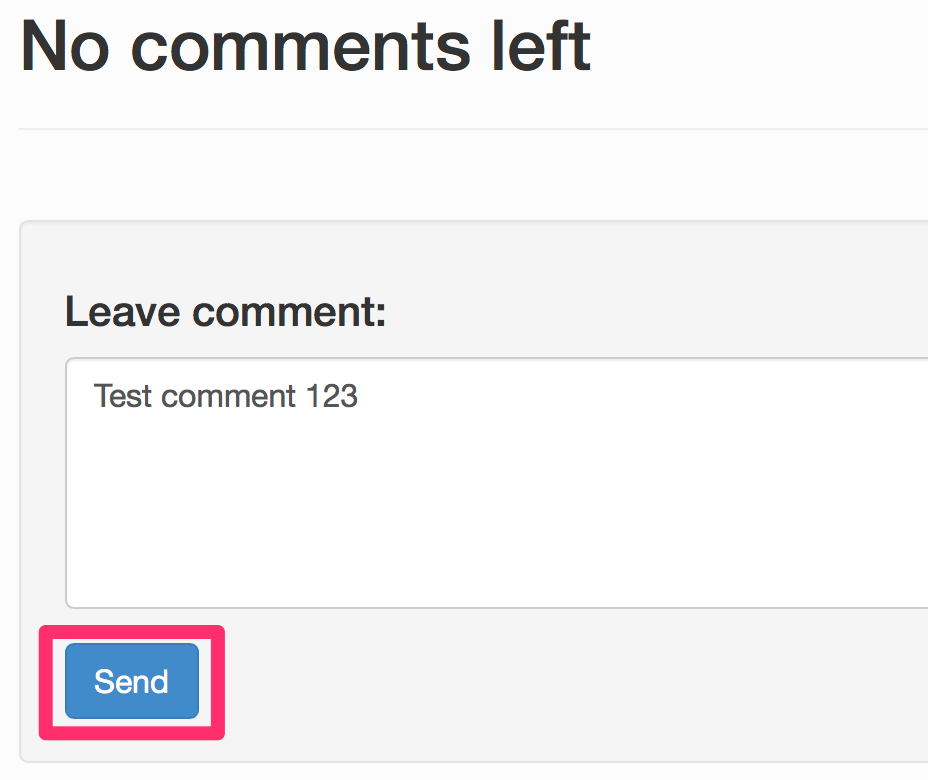 No comments left
Leave comment:
Test comment 123
Send